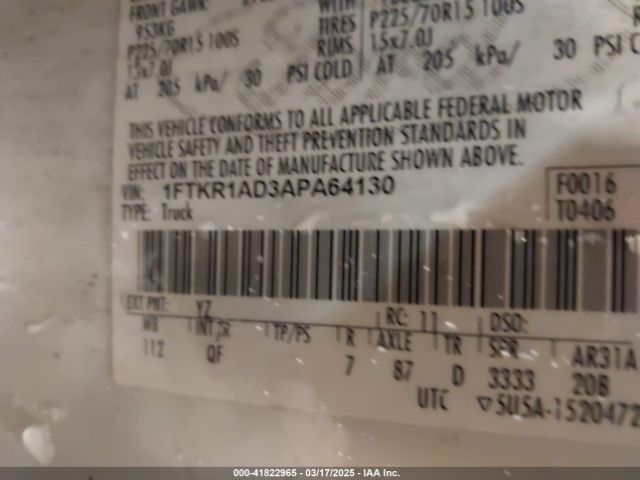 FRONT GAWR:
953KG WITH
P225/70R15 100S TIRES P225/70R15 100S
15x7.0J RIMS 15x7.0J
AT 205 kPa/ 30 PSI COLD AT 205 kPa/ 30 PSI C
THIS VEHICLE CONFORMS TO ALL APPLICABLE FEDERAL MOTOR
VEHICLE SAFETY AND THEFT PREVENTION STANDARDS IN
EFFECT ON THE DATE OF MANUFACTURE SHOWN ABOVE.
VIN: 1FTKR1AD3APA64130 F0016
TYPE: Truck T0406
EXT PNT: YZ RC: 11 DSO:
WB INT TR TP/PS R AXLE TR SPR AR31A
112 QF 7 87 D 3333 20B
UTC ▽5U5A-1520472
000-41822965 - 03/17/2025 - IAA Inc.